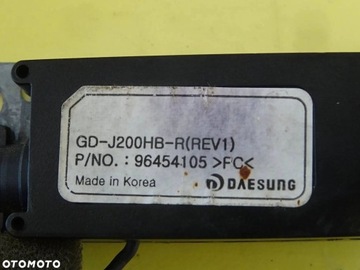 GD-J200HB-R(REV1)
P/NO. : 96454105 >PC<
Made in Korea DAESUNG
OTOMOTO